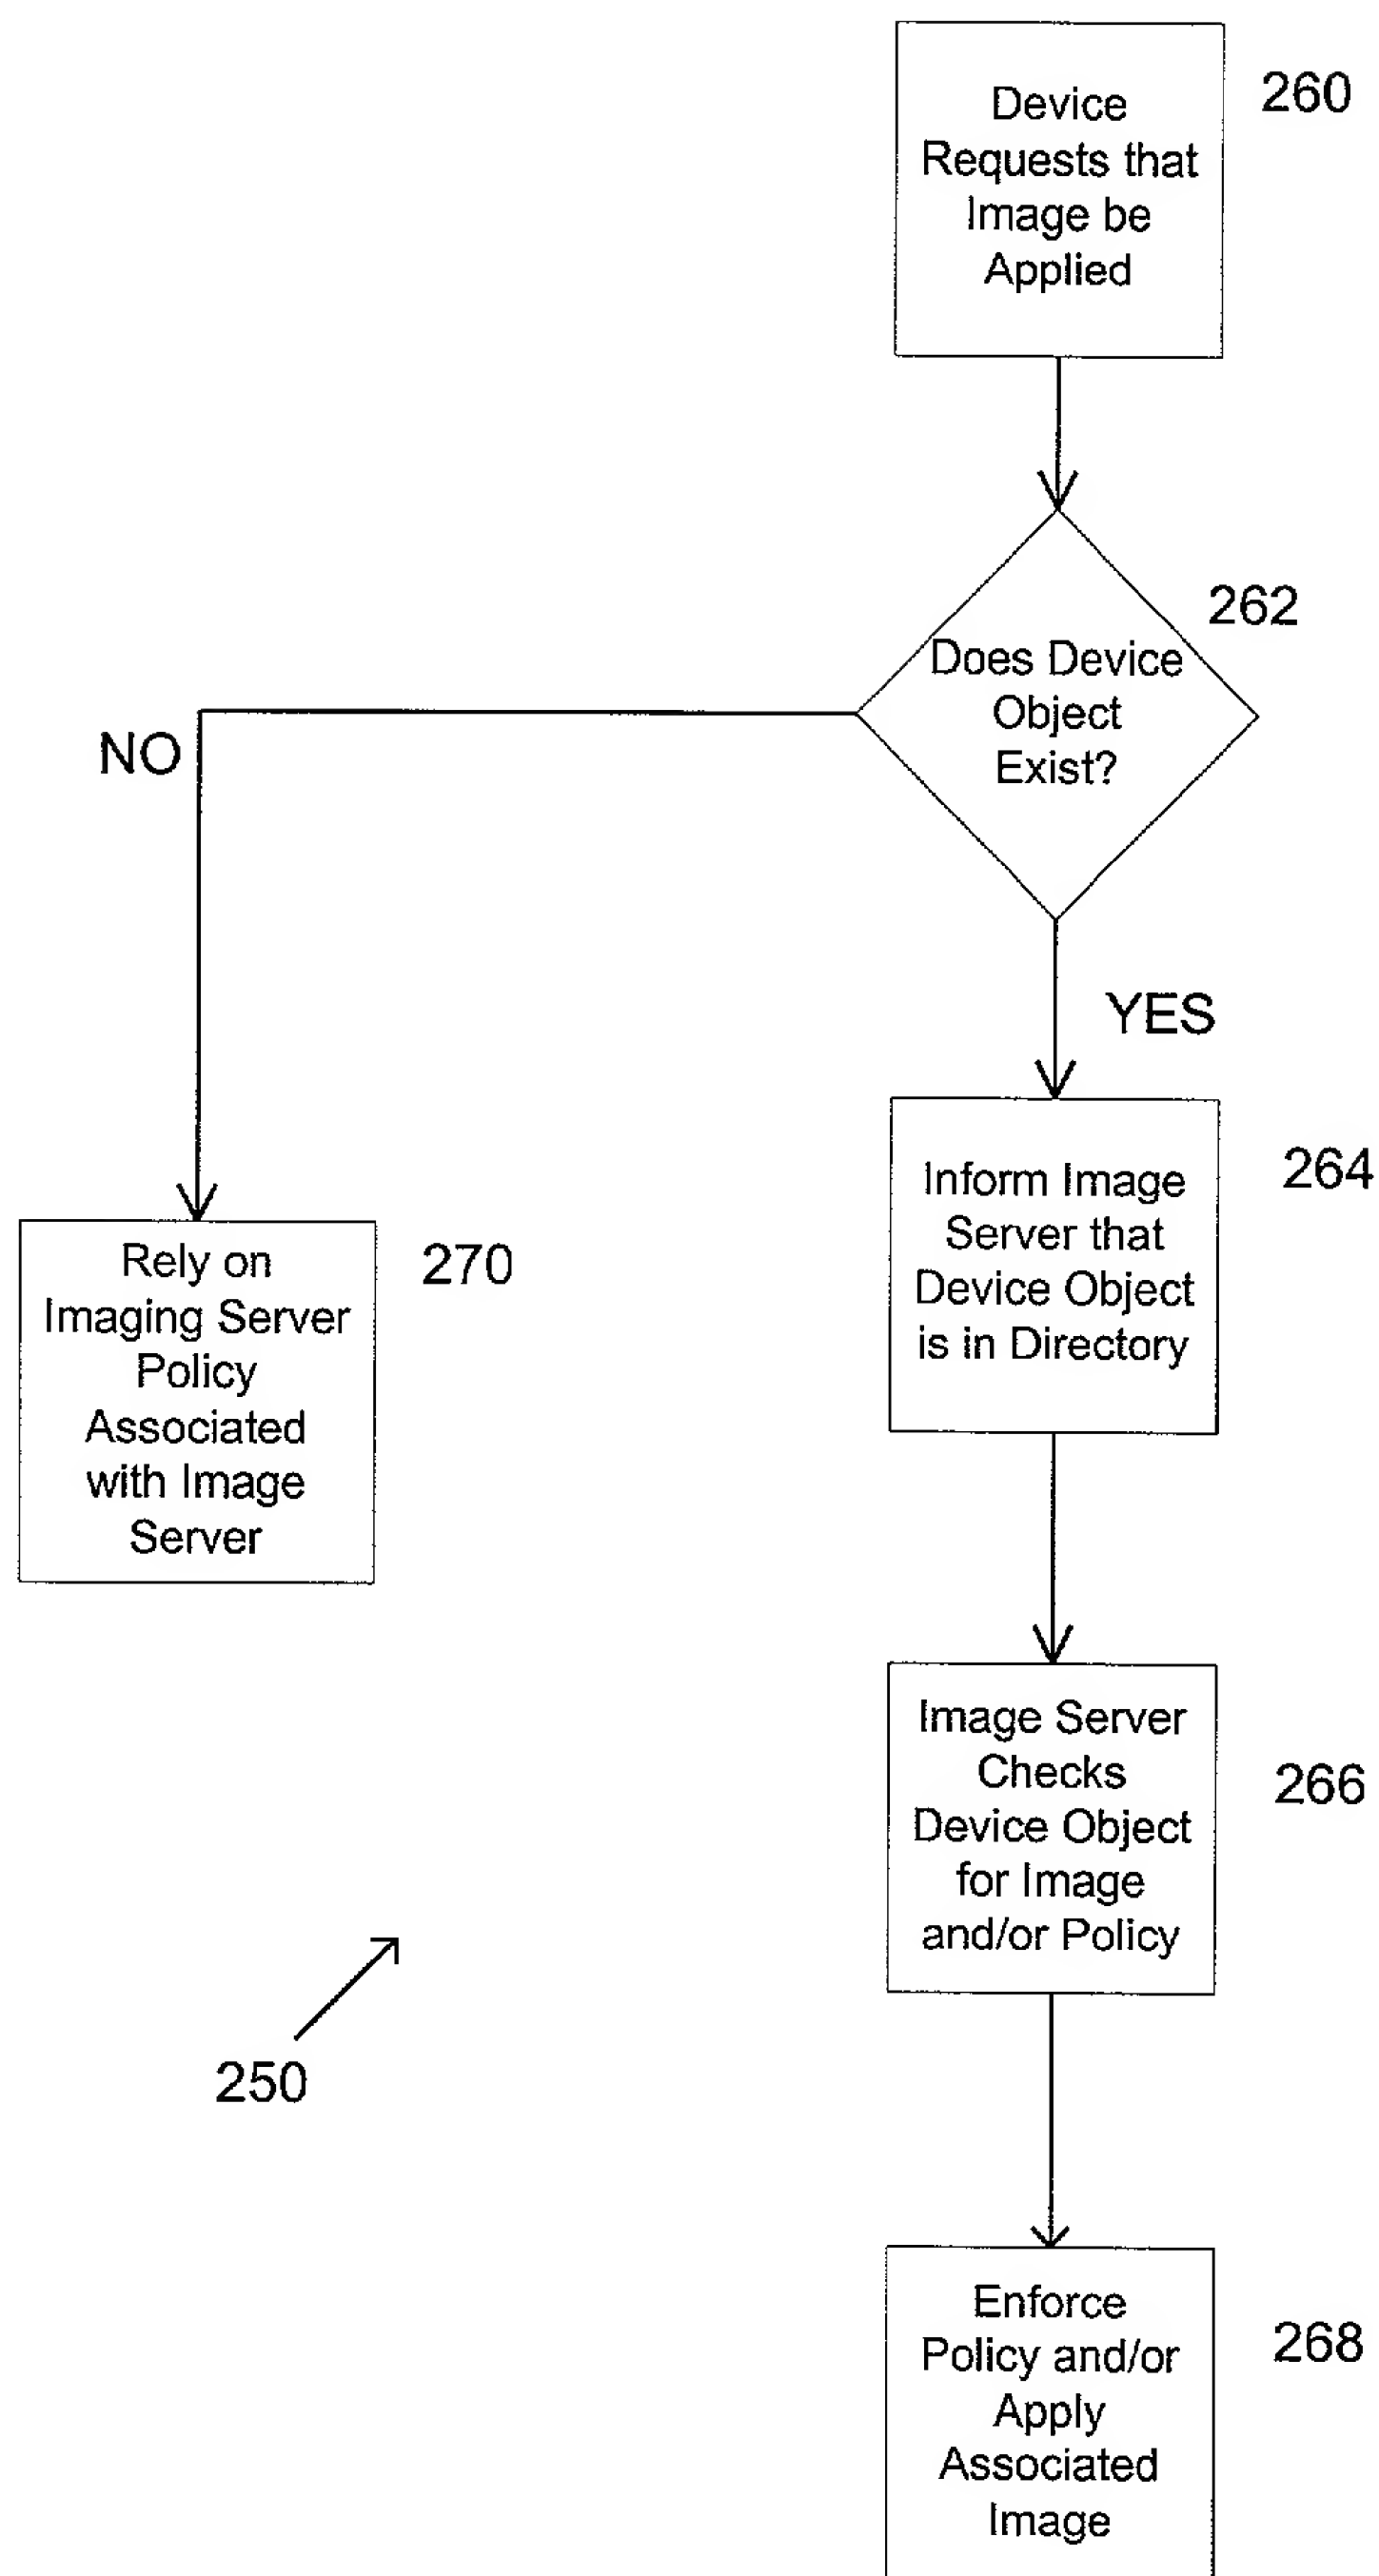 Device
Requests that
Image be
Applied
260
262
Does Device
Object
Exist?
NO
YES
Inform Image
Server that
Device Object
is in Directory
264
Rely on
Imaging Server
Policy
Associated
with Image
Server
270
Image Server
Checks
Device Object
for Image
and/or Policy
266
250
Enforce
Policy and/or
Apply
Associated
Image
268